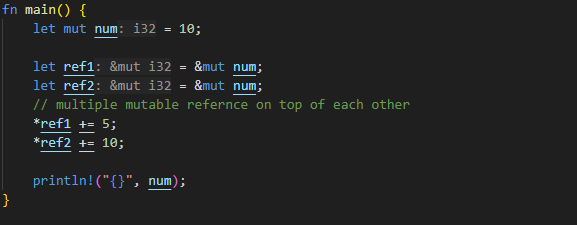 fn main() {
let mut num: i32 = 10;
let ref1: &mut i32 = &mut num;
let ref2: &mut i32 = &mut num;
// multiple mutable refernce on top of each other
*ref1 += 5;
*ref2 += 10;
println!("{}", num);
}